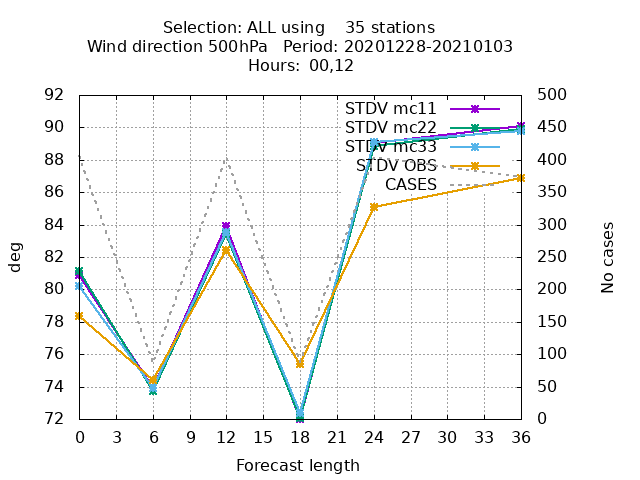 Selection: ALL using    35 stations
Wind direction 500hPa   Period: 20201228-20210103
Hours:  00,12
92 500
STDV mc11
90 450
STDV mc22
STDV mc33
88 400
STDV OBS
CASES
86 350
84 300
82 250
80 200
78 150
76 100
74 50
72 0
deg
No cases
0 3 6 9 12 15 18 21 24 27 30 33 36
Forecast length